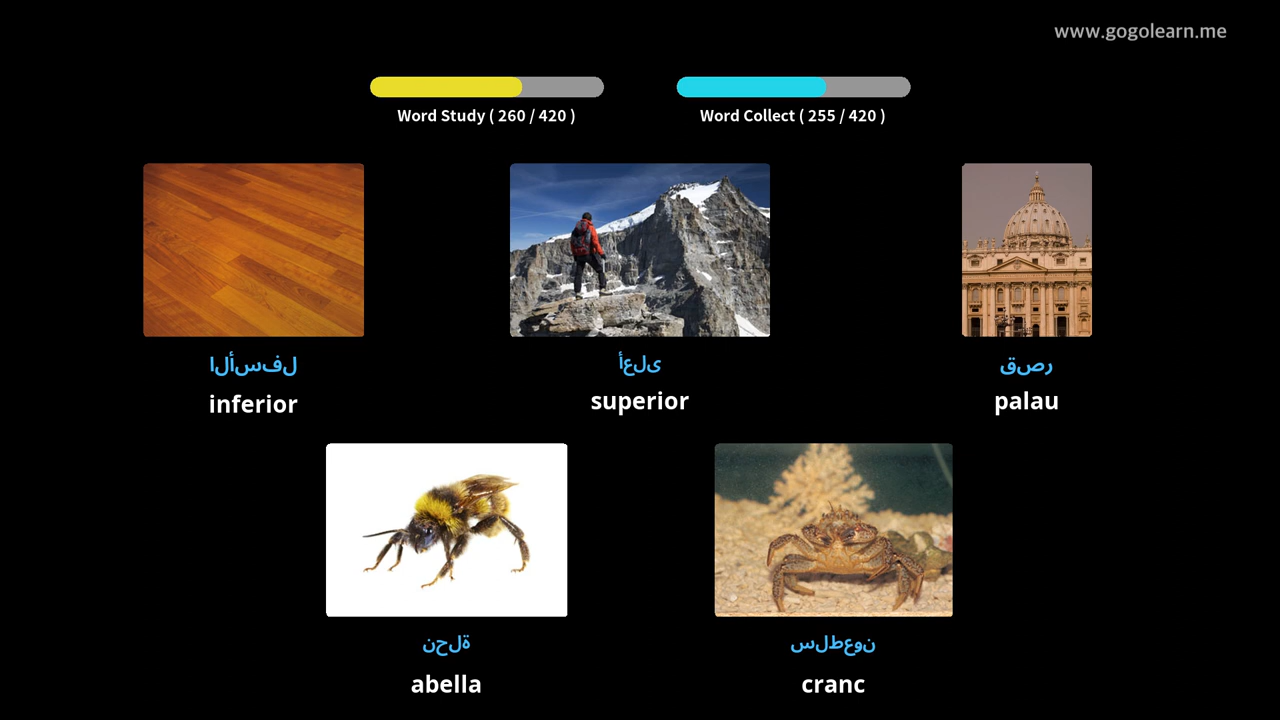 www.gogolearn.me
Word Study ( 260 / 420 )
Word Collect ( 255 / 420 )
الأسفل
أعلى
قصر
inferior
superior
palau
نحلة
سلطعون
abella
cranc